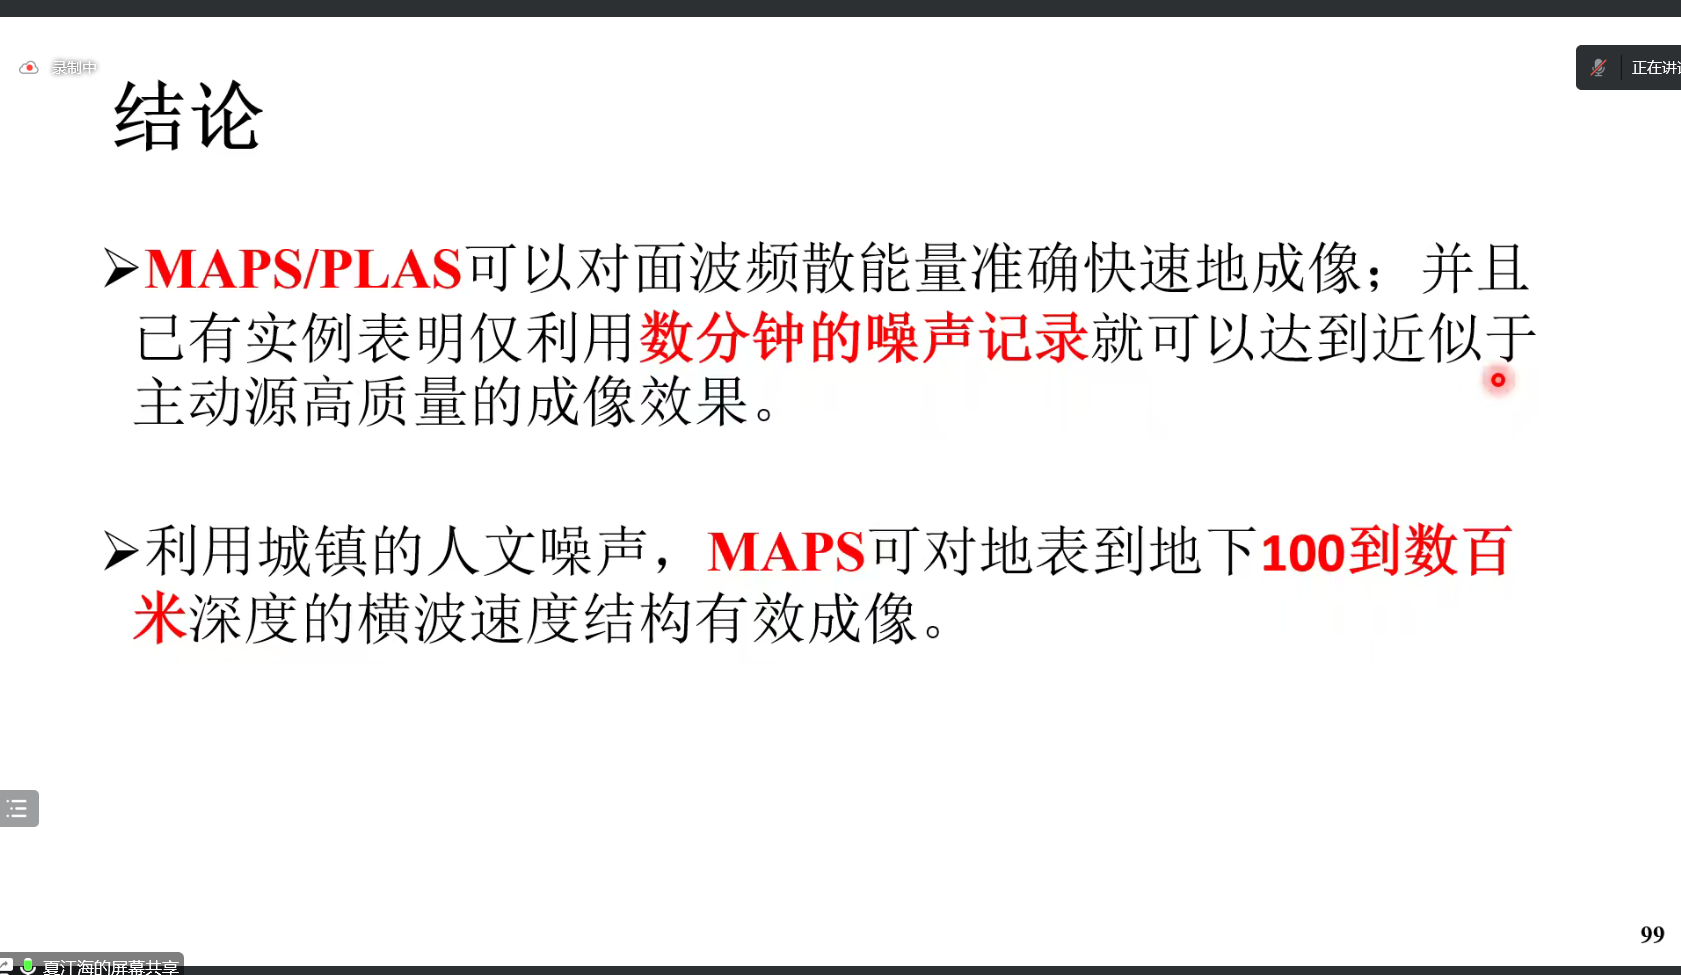 录制中
正在讲
结论
➢MAPS/PLAS可以对面波频散能量准确快速地成像；并且
已有实例表明仅利用数分钟的噪声记录就可以达到近似于
主动源高质量的成像效果。
➢利用城镇的人文噪声，MAPS可对地表到地下100到数百
米深度的横波速度结构有效成像。
99
夏江海的屏幕共享